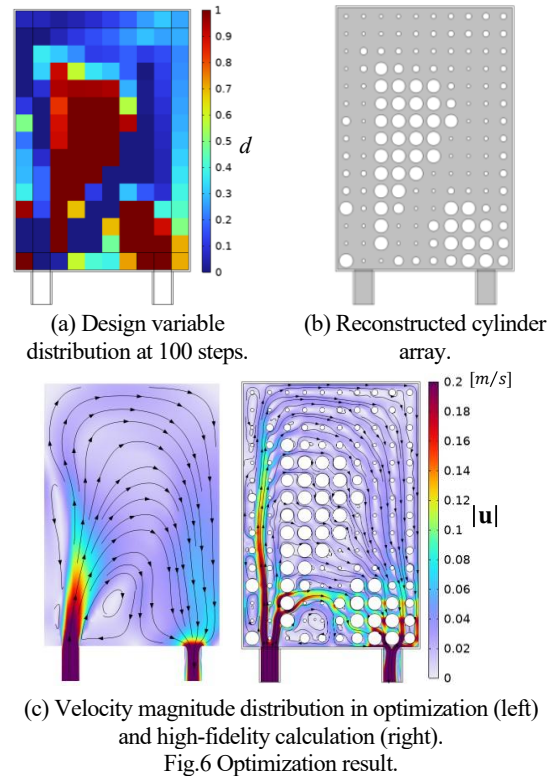 1
0.9
0.8
0.7
0.6
0.5
0.4
0.3
0.2
0.1
0
d
(a) Design variable
distribution at 100 steps.
(b) Reconstructed cylinder
array.
0.2 [m/s]
0.18
0.16
0.14
0.12
0.1
0.08
0.06
0.04
0.02
0
|u|
(c) Velocity magnitude distribution in optimization (left)
and high-fidelity calculation (right).
Fig.6 Optimization result.